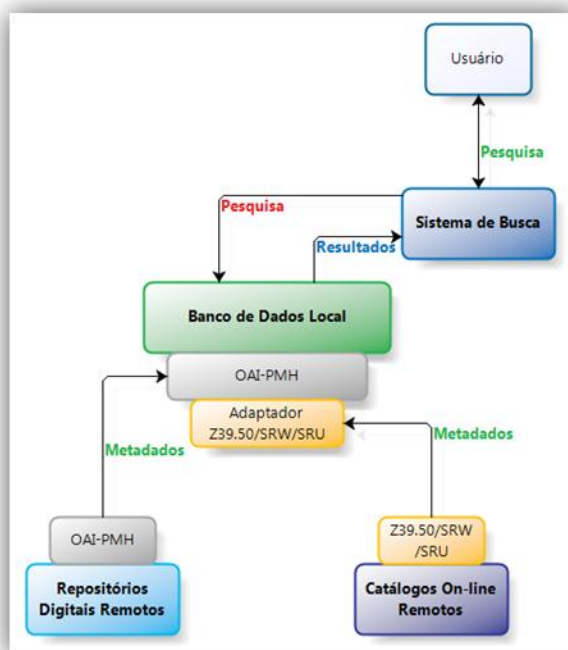 Usuário
Pesquisa
Sistema de Busca
Pesquisa
Resultados
Banco de Dados Local
OAI-PMH
Adaptador
Z39.50/SRW/SRU
Metadados
Metadados
OAI-PMH
Repositórios
Digitais Remotos
Z39.50/SRW
/SRU
Catálogos On-line
Remotos